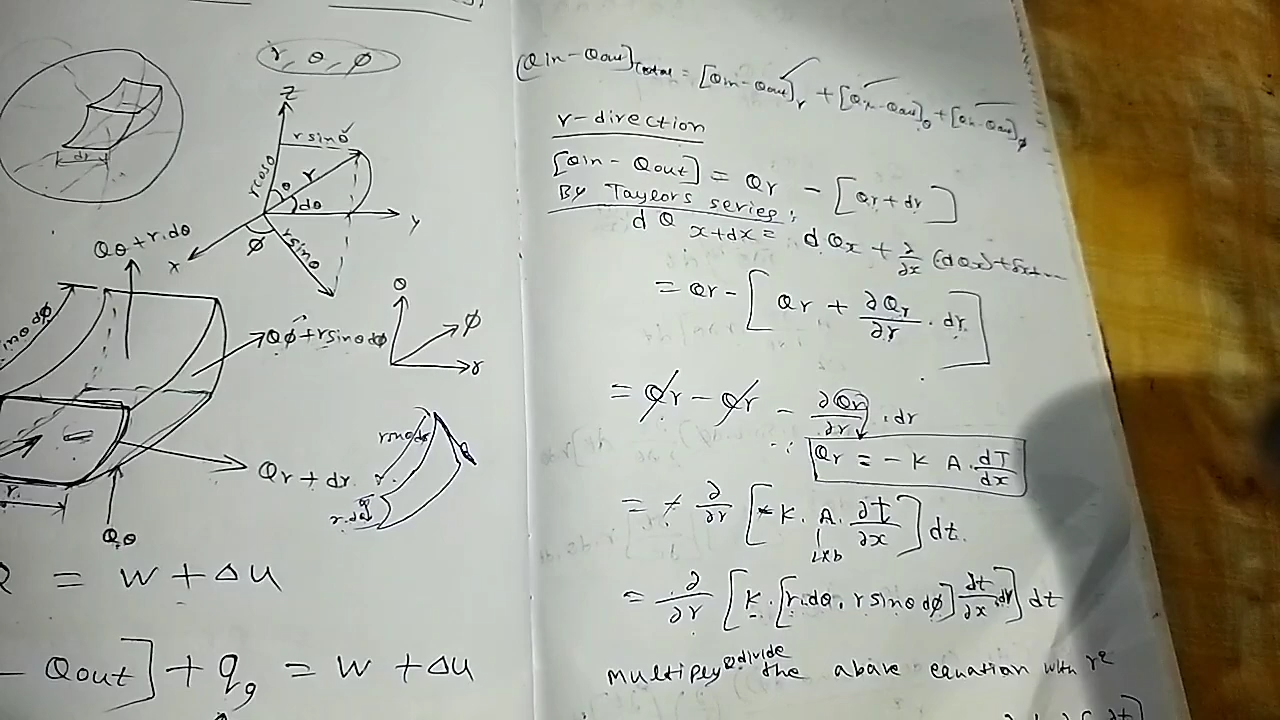 r, θ, φ
Z
r sinθ
r cosθ
r
θ
dθ
y
φ
r sinθ
x
dr
Qθ + r.dθ
Qφ + r sinθ dφ
θ
φ
r
Qr + dr
r.
Qθ
= W + ΔU
- Qout] + qg = W + ΔU
[Qin - Qout]Total = [Qin - Qout]r + [Qin - Qout]θ + [Qin - Qout]φ
r - direction
[Qin - Qout] = Qr - [Qr + dr]
By Taylors series;
dQ x+dx = dQx + ∂/∂x (dQx) + δx + ---
= Qr - [Qr + ∂Qr/∂r . dr]
= Qr - Qr - ∂Qr/∂r . dr
∵ Qr = -K A. dT/dx
= ≠ ∂/∂r [-K. A. ∂t/∂x] dt.
L×b
= ∂/∂r [K. [r.dθ. r sinθ dφ] dt/∂x .dr] dt
multiply & divide the above equation with r²